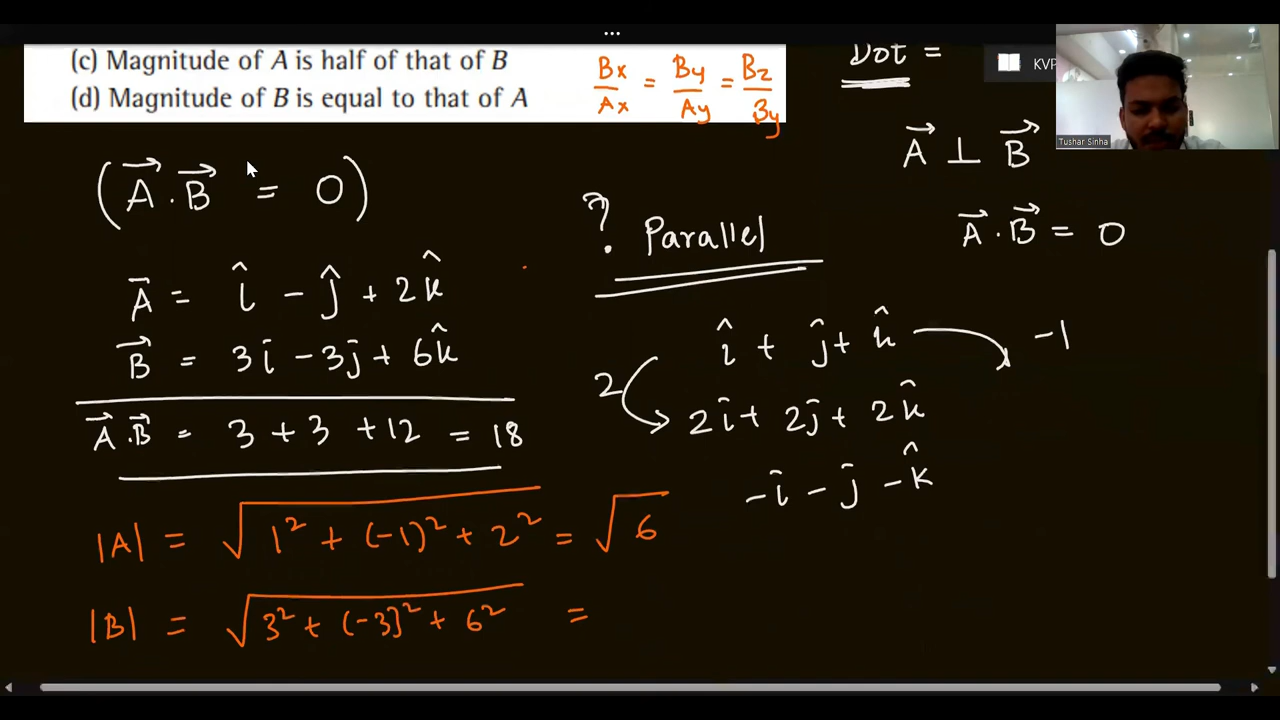 (c) Magnitude of A is half of that of B
(d) Magnitude of B is equal to that of A
Bx/Ax = By/Ay = Bz/By
Dot =
KVP
Tushar Sinha
A⃗ ⊥ B⃗
A⃗ . B⃗ = 0
(A⃗ . B⃗ = 0)
? Parallel
A⃗ = î - ĵ + 2k̂
B⃗ = 3i - 3j + 6k̂
A⃗ . B⃗ = 3 + 3 + 12 = 18
î + ĵ + k̂
-1
2
2i + 2j + 2k̂
-i - j - k̂
|A| = √(1² + (-1)² + 2²) = √6
|B| = √(3² + (-3)² + 6²) =